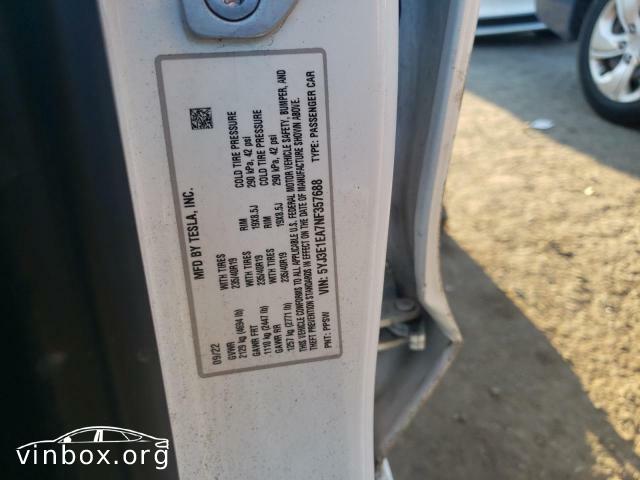 MFD BY TESLA, INC.
09/22
GVWR WITH TIRES RIM COLD TIRE PRESSURE
2129 kg (4694 lb) 235/40R19 19X8.5J 290 kPa, 42 psi
GAWR FRT WITH TIRES RIM COLD TIRE PRESSURE
1110 kg (2447 lb) 235/40R19 19X8.5J 290 kPa, 42 psi
GAWR RR
1257 kg (2771 lb)
THIS VEHICLE CONFORMS TO ALL APPLICABLE U.S. FEDERAL MOTOR VEHICLE SAFETY, BUMPER, AND
THEFT PREVENTION STANDARDS IN EFFECT ON THE DATE OF MANUFACTURE SHOWN ABOVE.
VIN: 5YJ3E1EA7NF357688
PNT: PPSW TYPE: PASSENGER CAR
vinbox.org